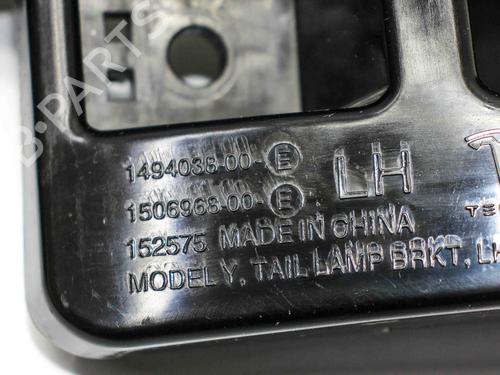 B-PARTS
1494038-00-E
1506968-00-E
LH
152575 MADE IN CHINA
MODEL Y, TAIL LAMP BRKT, LH